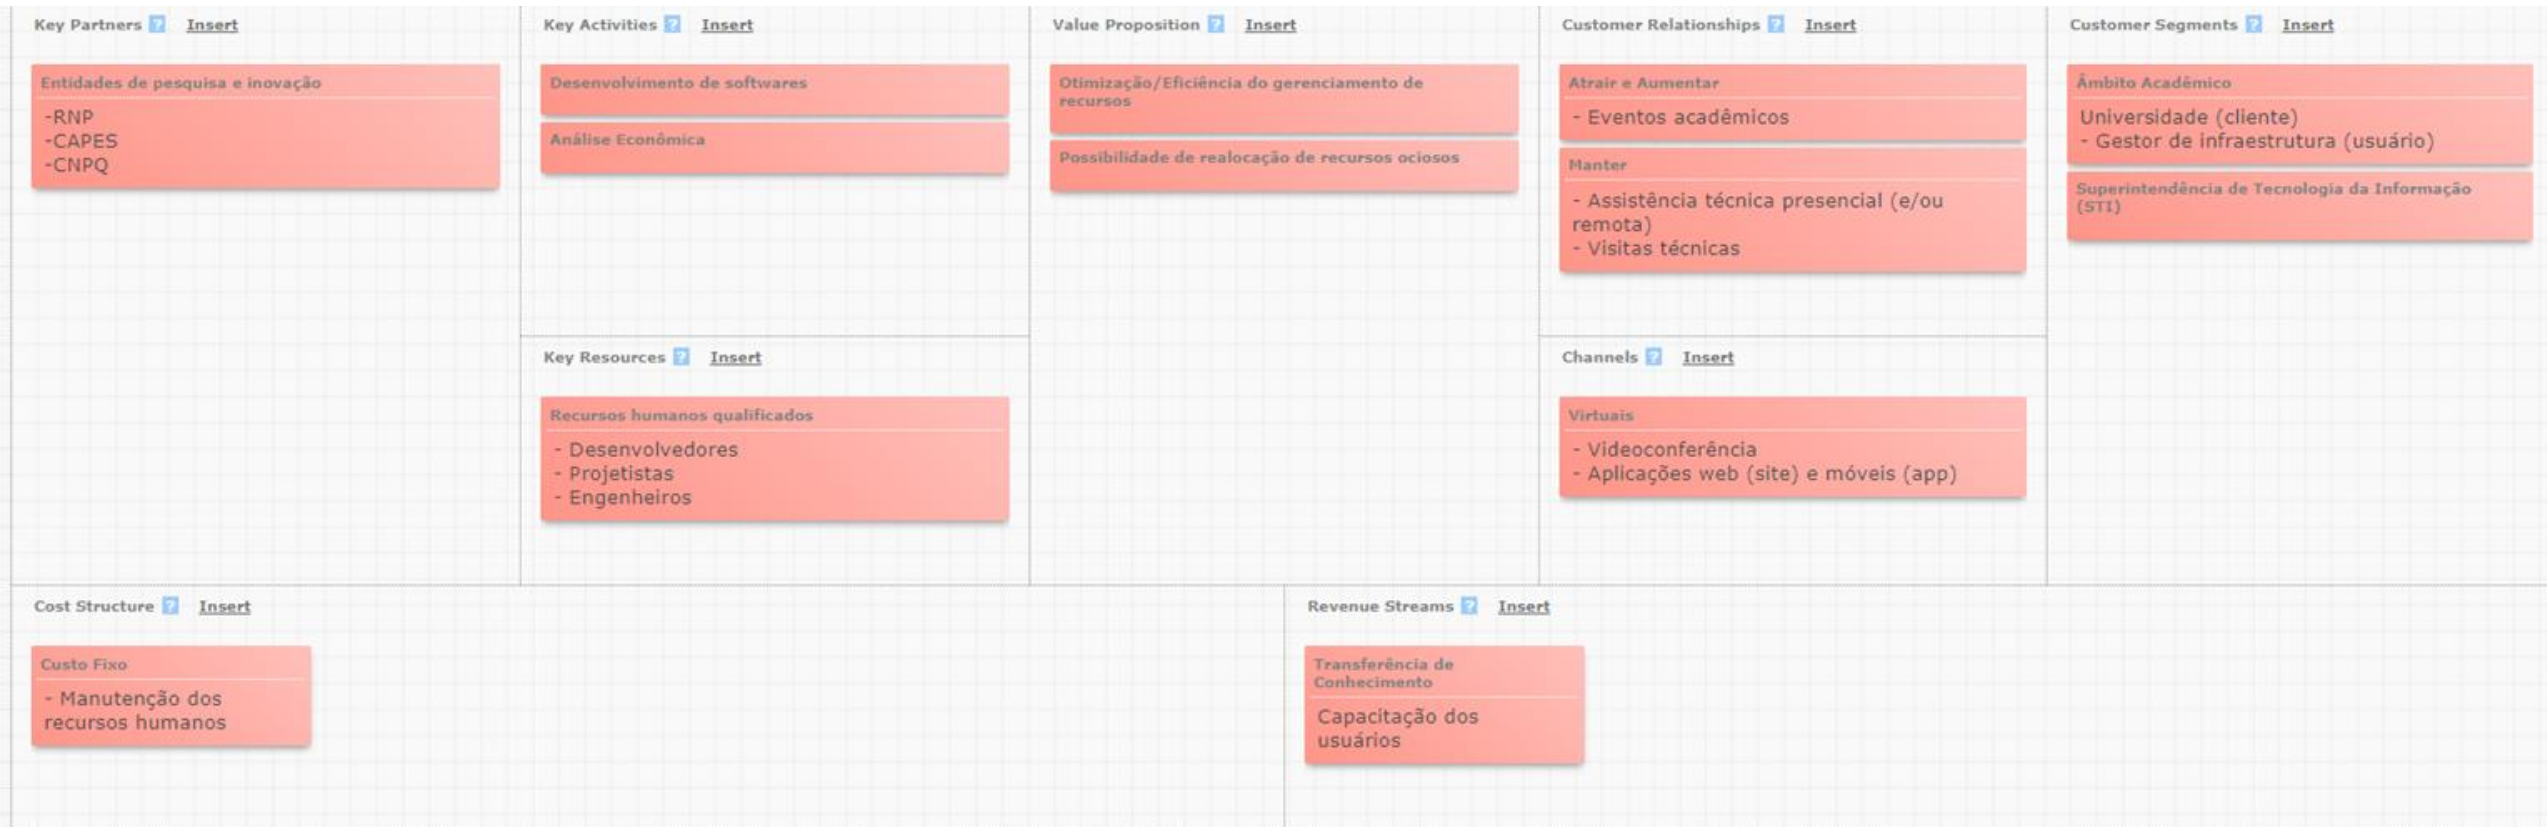 Key Partners ? Insert
Entidades de pesquisa e inovação
-RNP
-CAPES
-CNPQ
Key Activities ? Insert
Desenvolvimento de softwares
Análise Econômica
Key Resources ? Insert
Recursos humanos qualificados
- Desenvolvedores
- Projetistas
- Engenheiros
Value Proposition ? Insert
Otimização/Eficiência do gerenciamento de
recursos
Possibilidade de realocação de recursos ociosos
Customer Relationships ? Insert
Atrair e Aumentar
- Eventos acadêmicos
Manter
- Assistência técnica presencial (e/ou
remota)
- Visitas técnicas
Channels ? Insert
Virtuais
- Videoconferência
- Aplicações web (site) e móveis (app)
Customer Segments ? Insert
Âmbito Acadêmico
Universidade (cliente)
- Gestor de infraestrutura (usuário)
Superintendência de Tecnologia da Informação
(STI)
Cost Structure ? Insert
Custo Fixo
- Manutenção dos
recursos humanos
Revenue Streams ? Insert
Transferência de
Conhecimento
Capacitação dos
usuários